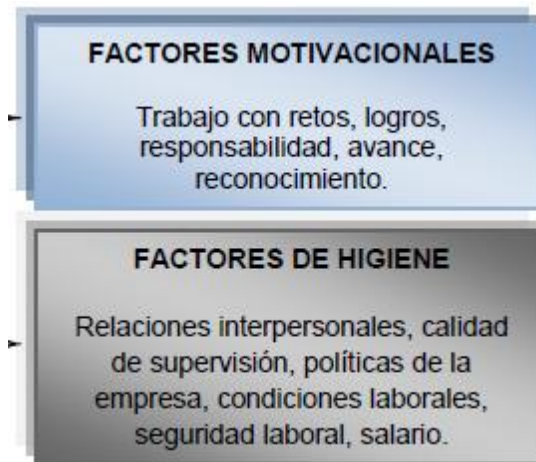 FACTORES MOTIVACIONALES
Trabajo con retos, logros,
responsabilidad, avance,
reconocimiento.
FACTORES DE HIGIENE
Relaciones interpersonales, calidad
de supervisión, políticas de la
empresa, condiciones laborales,
seguridad laboral, salario.